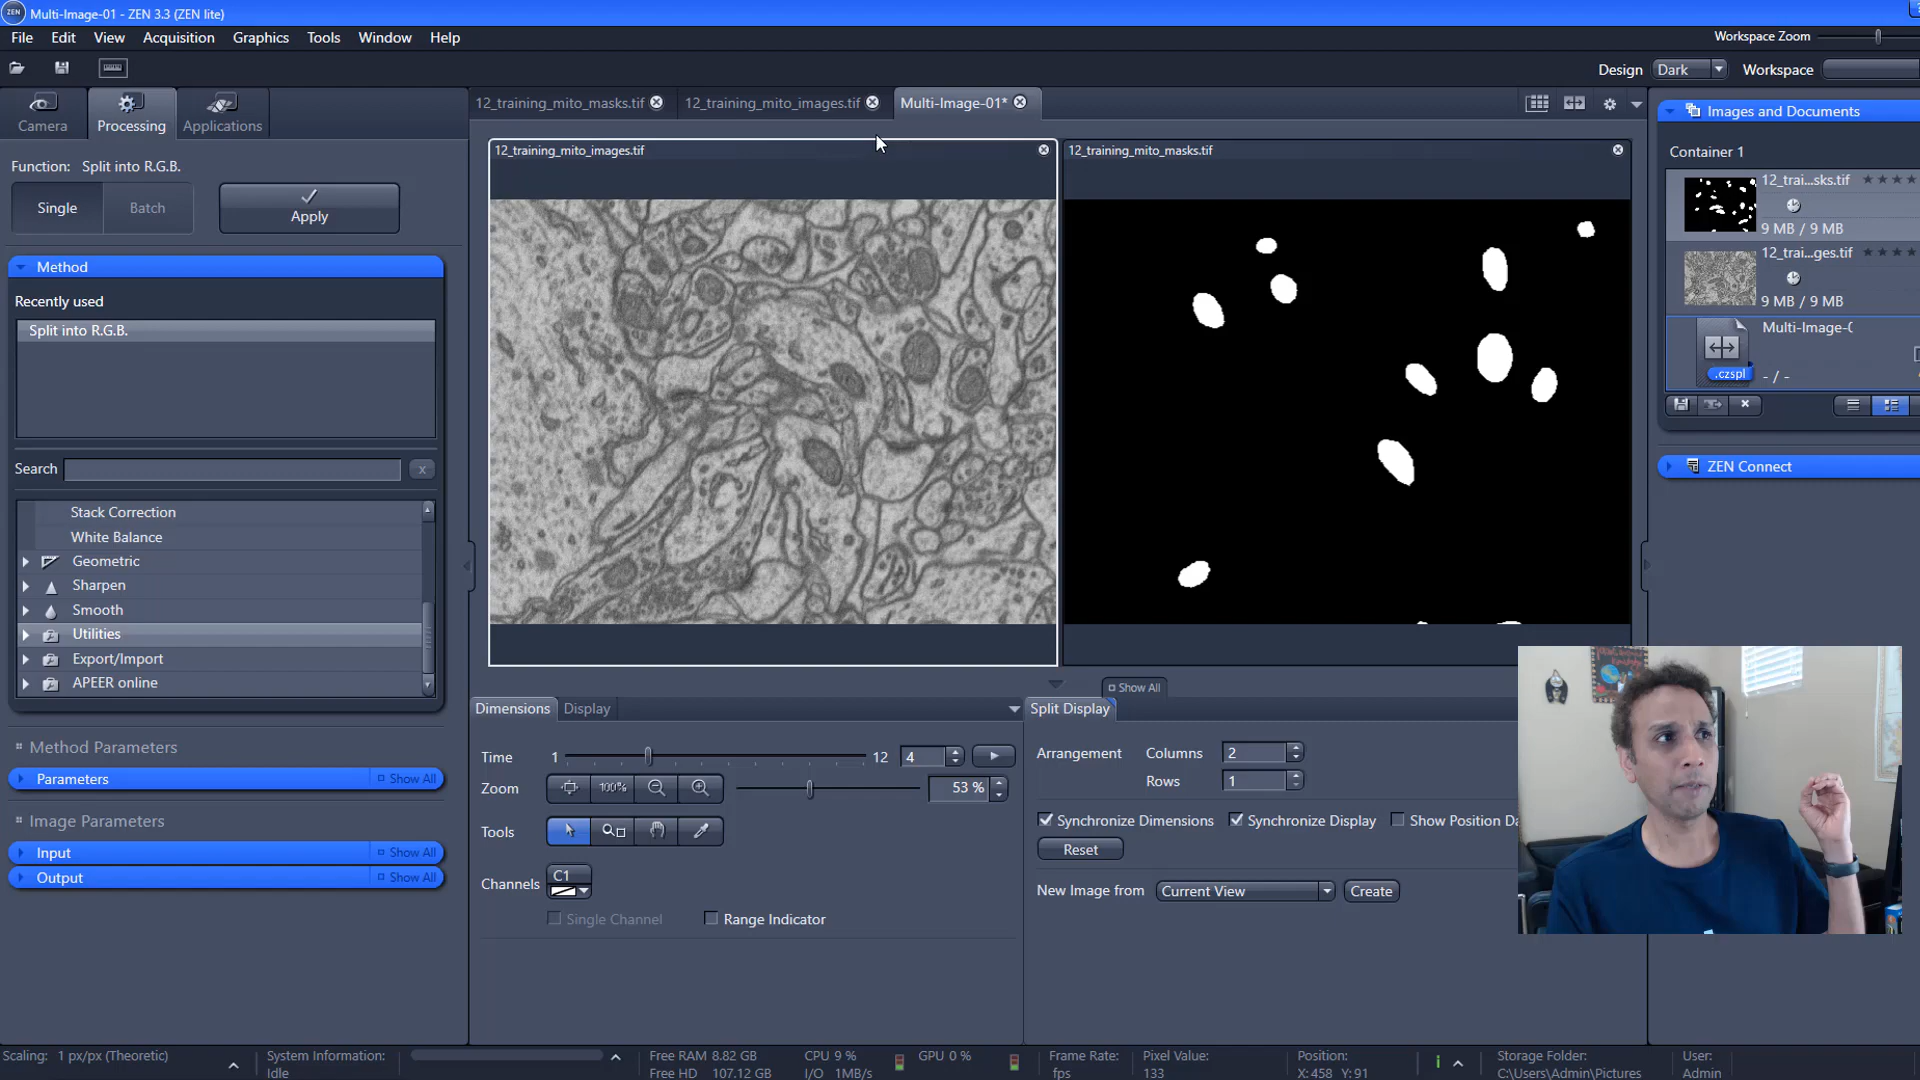 ZEN Multi-Image-01 - ZEN 3.3 (ZEN lite)
File Edit View Acquisition Graphics Tools Window Help
Workspace Zoom
Design Dark Workspace
Camera Processing Applications
12_training_mito_masks.tif 12_training_mito_images.tif Multi-Image-01*
Function: Split into R.G.B.
Single Batch Apply
Method
Recently used
Split into R.G.B.
Search x
Stack Correction
White Balance
Geometric
Sharpen
Smooth
Utilities
Export/Import
APEER online
Method Parameters
Parameters Show All
Image Parameters
Input Show All
Output Show All
12_training_mito_images.tif
12_training_mito_masks.tif
Show All
Dimensions Display
Time 1 12 4
Zoom 100% 53 %
Tools
Channels C1
Single Channel Range Indicator
Split Display
Arrangement Columns 2
Rows 1
Synchronize Dimensions Synchronize Display Show Position Da
Reset
New Image from Current View Create
Images and Documents
Container 1
12_trai...sks.tif
9 MB / 9 MB
12_trai...ges.tif
9 MB / 9 MB
Multi-Image-0
.czspl - / -
ZEN Connect
Scaling: 1 px/px (Theoretic)
System Information:
Idle
Free RAM 8.82 GB
Free HD 107.12 GB
CPU 9 %
I/O 1MB/s
GPU 0 %
Frame Rate:
fps
Pixel Value:
133
Position:
X: 458 Y: 91
Storage Folder:
C:\Users\Admin\Pictures
User:
Admin